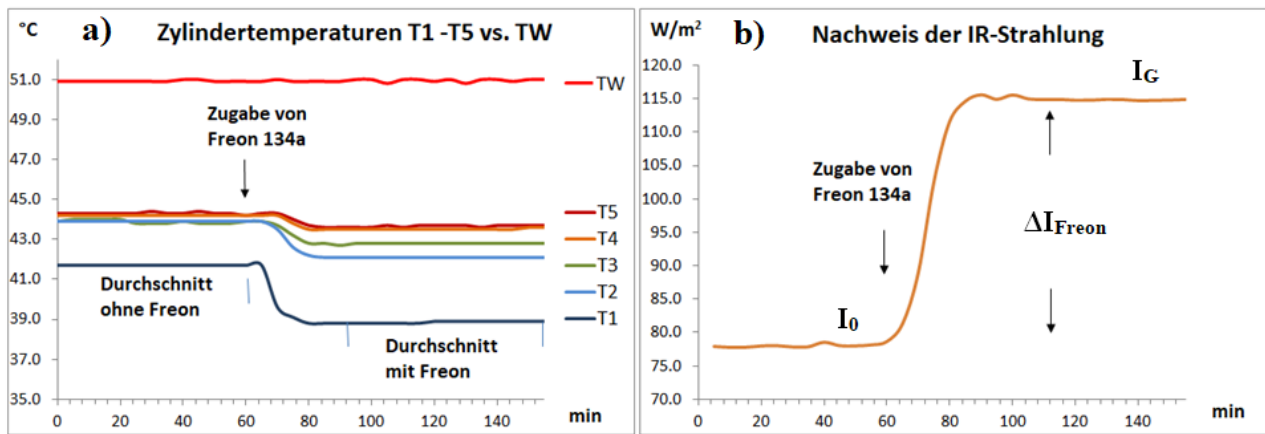 °C
a)
Zylindertemperaturen T1 -T5 vs. TW
51.0
49.0
47.0
45.0
43.0
41.0
39.0
37.0
35.0
TW
Zugabe von
Freon 134a
T5
T4
T3
T2
T1
Durchschnitt
ohne Freon
Durchschnitt
mit Freon
0 20 40 60 80 100 120 140
min
W/m²
b)
Nachweis der IR-Strahlung
120.0
115.0
110.0
105.0
100.0
95.0
90.0
85.0
80.0
75.0
70.0
I_G
Zugabe von
Freon 134a
ΔI_Freon
I_0
0 20 40 60 80 100 120 140
min